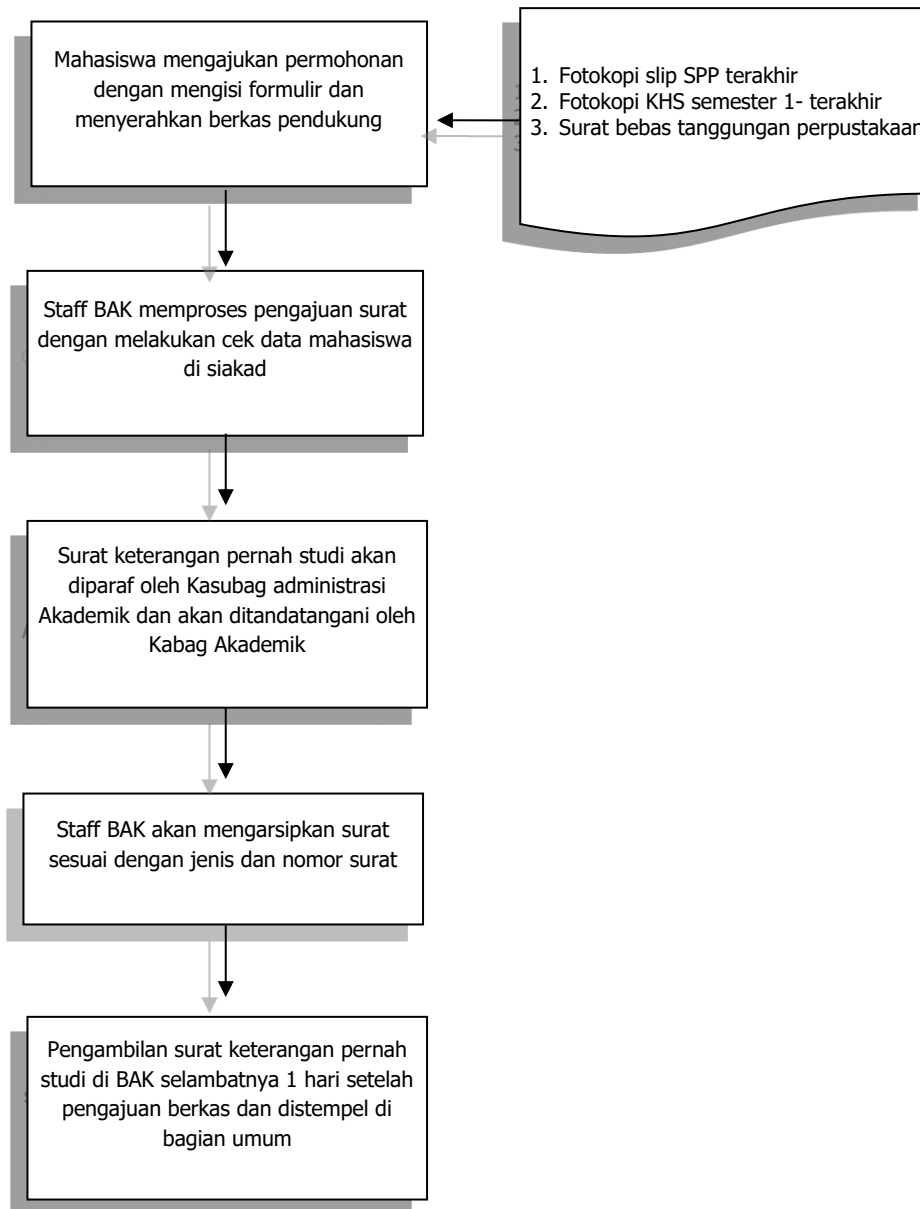 Mahasiswa mengajukan permohonan
dengan mengisi formulir dan
menyerahkan berkas pendukung
1. Fotokopi slip SPP terakhir
2. Fotokopi KHS semester 1- terakhir
3. Surat bebas tanggungan perpustakaan
Staff BAK memproses pengajuan surat
dengan melakukan cek data mahasiswa
di siakad
Surat keterangan pernah studi akan
diparaf oleh Kasubag administrasi
Akademik dan akan ditandatangani oleh
Kabag Akademik
Staff BAK akan mengarsipkan surat
sesuai dengan jenis dan nomor surat
Pengambilan surat keterangan pernah
studi di BAK selambatnya 1 hari setelah
pengajuan berkas dan distempel di
bagian umum